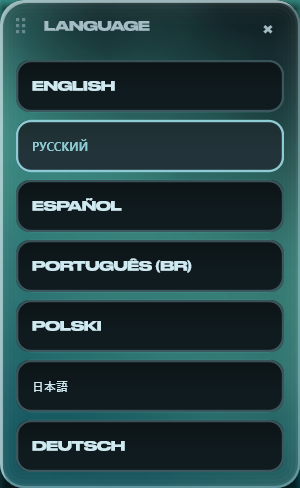 LANGUAGE
ENGLISH
РУССКИЙ
ESPAÑOL
PORTUGUÊS (BR)
POLSKI
日本語
DEUTSCH